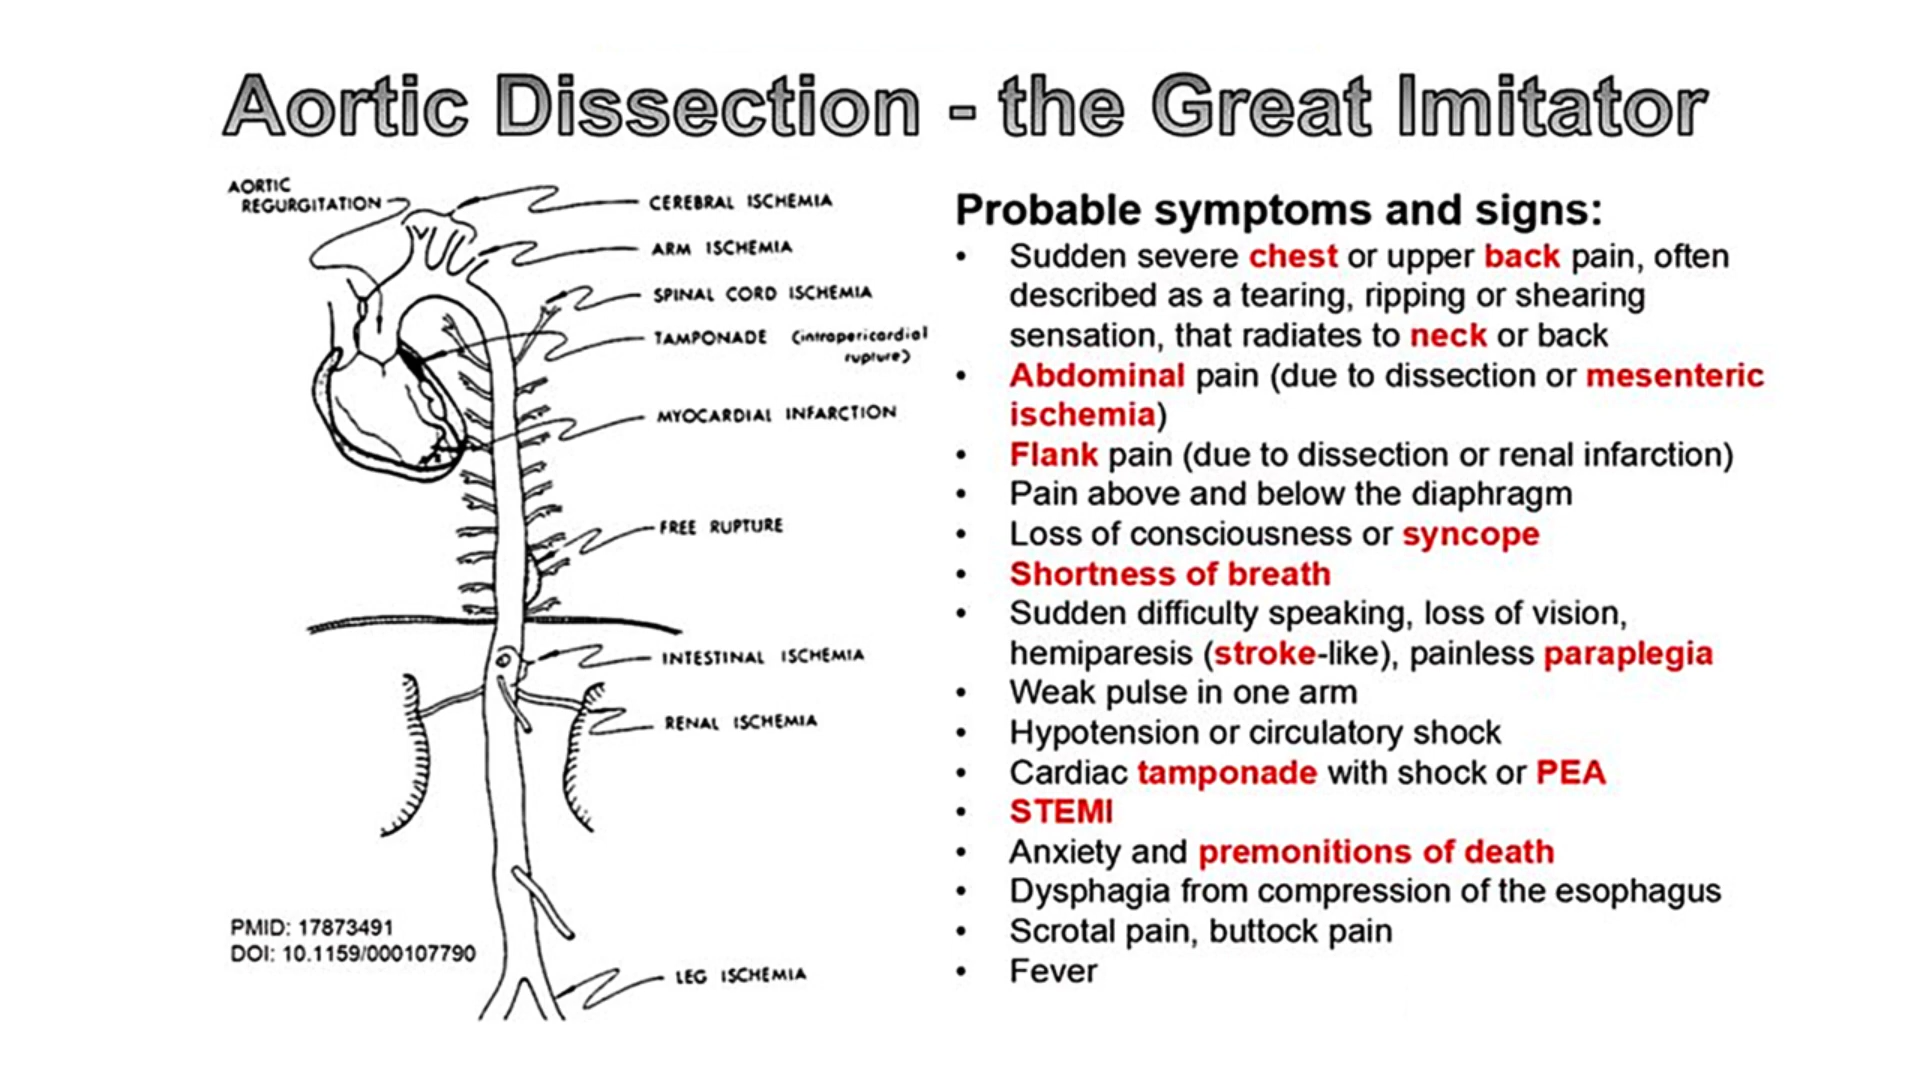 Aortic Dissection - the Great Imitator
AORTIC
REGURGITATION
CEREBRAL ISCHEMIA
ARM ISCHEMIA
SPINAL CORD ISCHEMIA
TAMPONADE (intrapericardial
rupture)
MYOCARDIAL INFARCTION
FREE RUPTURE
INTESTINAL ISCHEMIA
RENAL ISCHEMIA
LEG ISCHEMIA
PMID: 17873491
DOI: 10.1159/000107790
Probable symptoms and signs:
• Sudden severe chest or upper back pain, often
described as a tearing, ripping or shearing
sensation, that radiates to neck or back
• Abdominal pain (due to dissection or mesenteric
ischemia)
• Flank pain (due to dissection or renal infarction)
• Pain above and below the diaphragm
• Loss of consciousness or syncope
• Shortness of breath
• Sudden difficulty speaking, loss of vision,
hemiparesis (stroke-like), painless paraplegia
• Weak pulse in one arm
• Hypotension or circulatory shock
• Cardiac tamponade with shock or PEA
• STEMI
• Anxiety and premonitions of death
• Dysphagia from compression of the esophagus
• Scrotal pain, buttock pain
• Fever